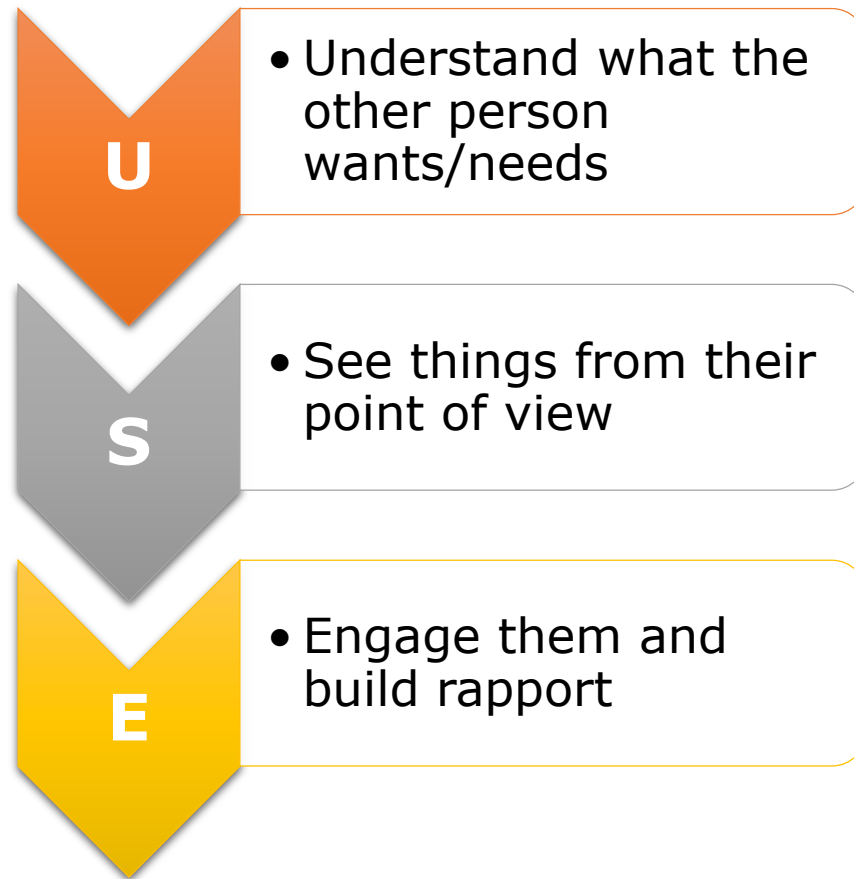 U
• Understand what the
other person
wants/needs
S
• See things from their
point of view
E
• Engage them and
build rapport